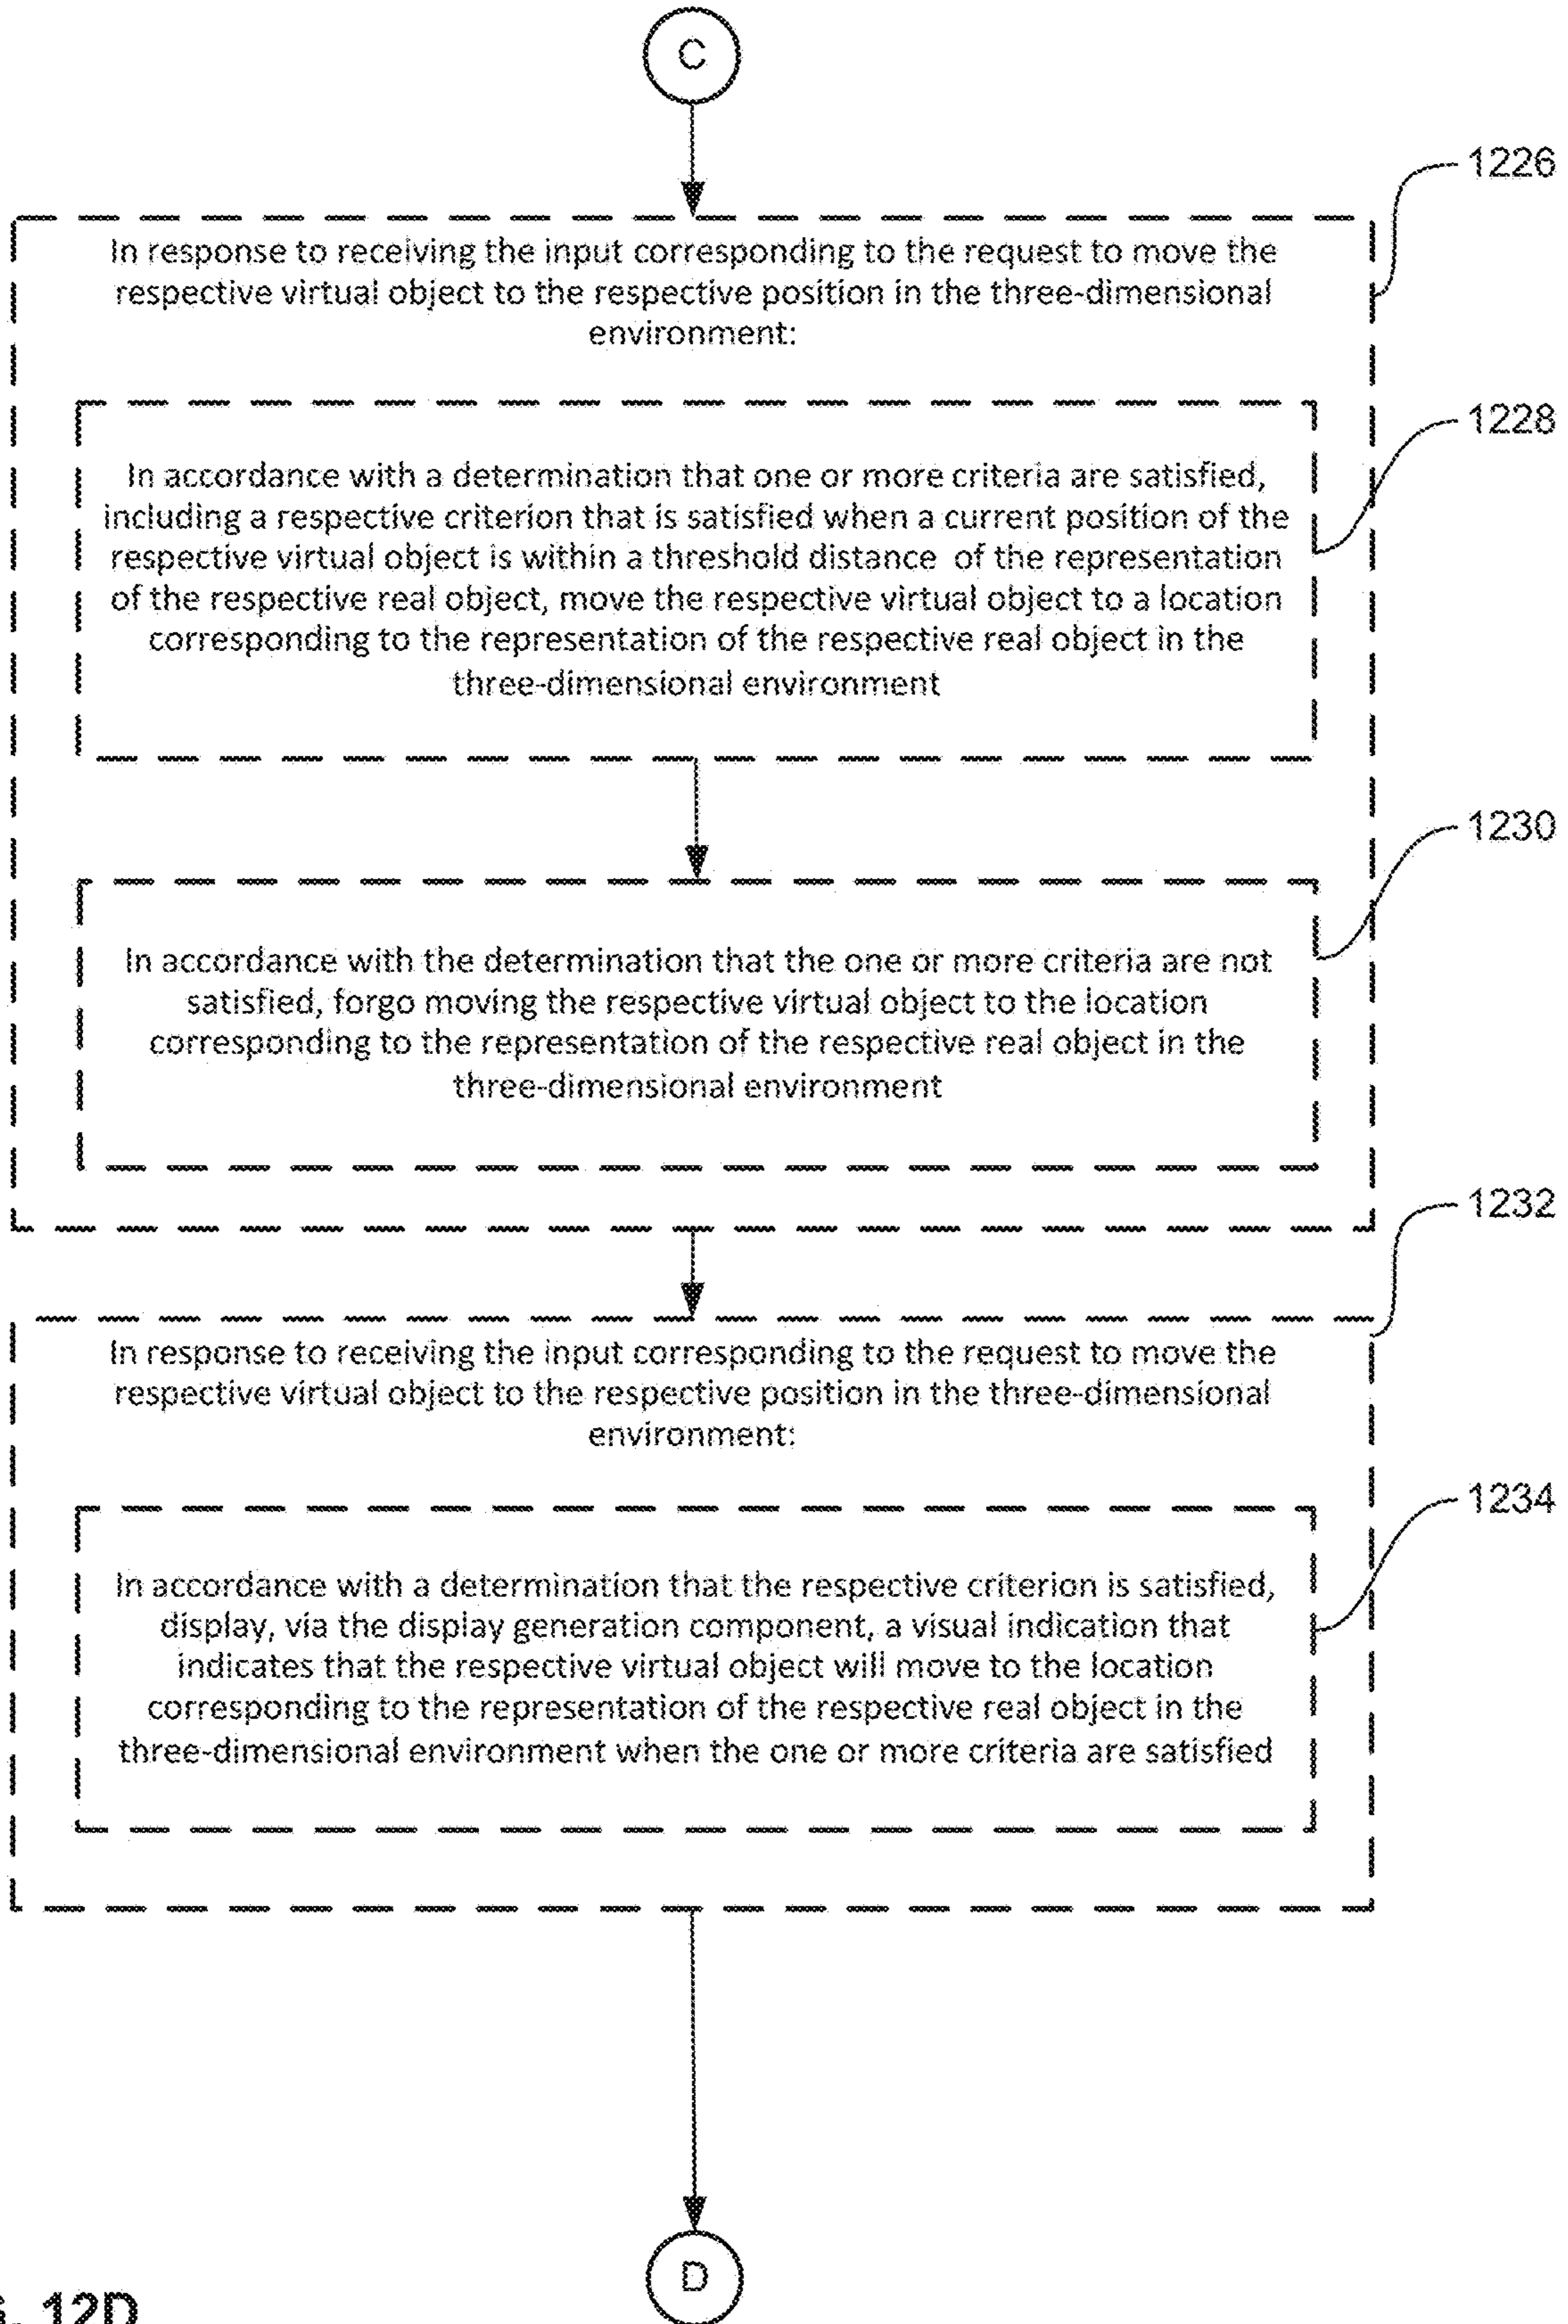 C
1226
In response to receiving the input corresponding to the request to move the
respective virtual object to the respective position in the three-dimensional
environment:
1228
In accordance with a determination that one or more criteria are satisfied,
including a respective criterion that is satisfied when a current position of the
respective virtual object is within a threshold distance of the representation
of the respective real object, move the respective virtual object to a location
corresponding to the representation of the respective real object in the
three-dimensional environment
1230
In accordance with the determination that the one or more criteria are not
satisfied, forgo moving the respective virtual object to the location
corresponding to the representation of the respective real object in the
three-dimensional environment
1232
In response to receiving the input corresponding to the request to move the
respective virtual object to the respective position in the three-dimensional
environment:
1234
In accordance with a determination that the respective criterion is satisfied,
display, via the display generation component, a visual indication that
indicates that the respective virtual object will move to the location
corresponding to the representation of the respective real object in the
three-dimensional environment when the one or more criteria are satisfied
D
12D